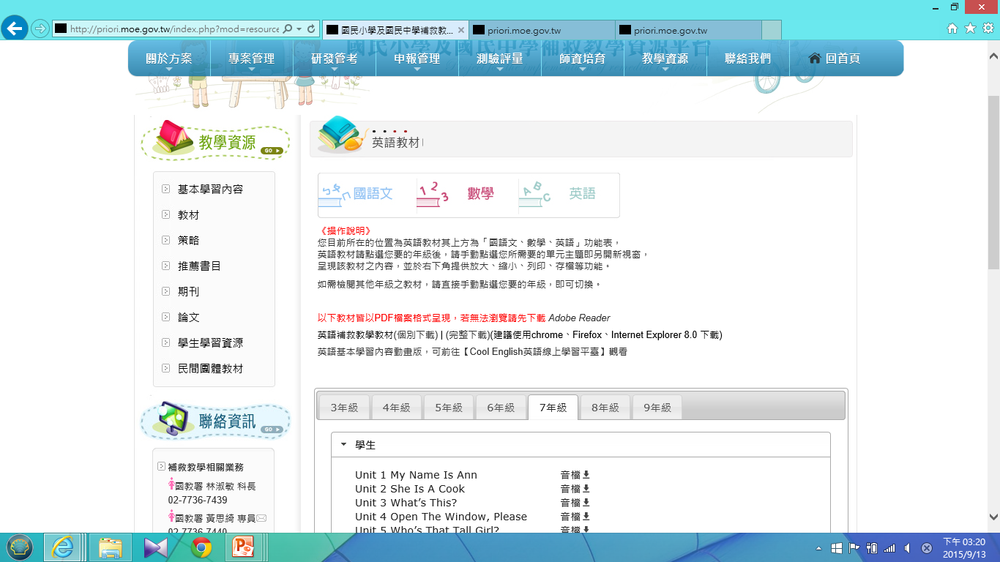 http://priori.moe.gov.tw/index.php?mod=resource
國民小學及國民中學補救教...
priori.moe.gov.tw
priori.moe.gov.tw
國民小學及國民中學補救教學資源平台
關於方案
專案管理
研發管考
申報管理
測驗評量
師資培育
教學資源
聯絡我們
回首頁
教學資源
GO
基本學習內容
教材
策略
推薦書目
期刊
論文
學生學習資源
民間團體教材
聯絡資訊
GO
補救教學相關業務
國教署 林淑敏 科長
02-7736-7439
國教署 黃思綺 專員
02-7736-7440
英語教材
國語文
1 2 3 數學
A B C 英語
《操作說明》
您目前所在的位置為英語教材其上方為「國語文、數學、英語」功能表，
英語教材請點選您要的年級後，請手動點選您所需要的單元主題即另開新視窗，
呈現該教材之內容，並於右下角提供放大、縮小、列印、存檔等功能。
如需檢閱其他年級之教材，請直接手動點選您要的年級，即可切換。
以下教材皆以PDF檔案格式呈現，若無法瀏覽請先下載 Adobe Reader
英語補救教學教材(個別下載) | (完整下載)(建議使用chrome、Firefox、Internet Explorer 8.0 下載)
英語基本學習內容動畫版，可前往【Cool English英語線上學習平臺】觀看
3年級
4年級
5年級
6年級
7年級
8年級
9年級
學生
Unit 1 My Name Is Ann 音檔
Unit 2 She Is A Cook 音檔
Unit 3 What's This? 音檔
Unit 4 Open The Window, Please 音檔
Unit 5 Who's That Tall Girl? 音檔
下午 03:20
2015/9/13